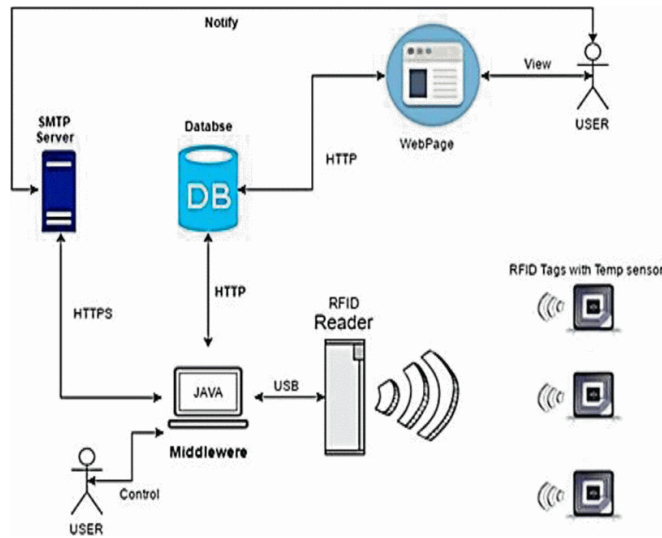 Notify
View
USER
WebPage
SMTP
Server
Databse
DB
HTTP
HTTPS
HTTP
RFID
Reader
RFID Tags with Temp sensor
JAVA
USB
Middlewere
Control
USER